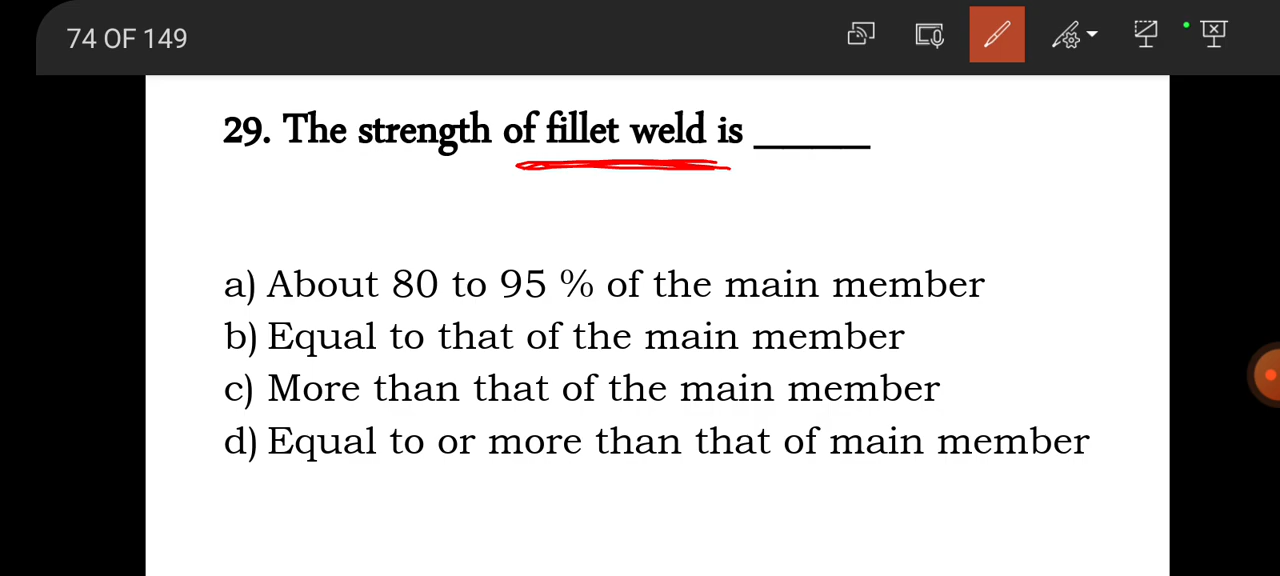 74 OF 149
29. The strength of fillet weld is ______
a) About 80 to 95 % of the main member
b) Equal to that of the main member
c) More than that of the main member
d) Equal to or more than that of main member